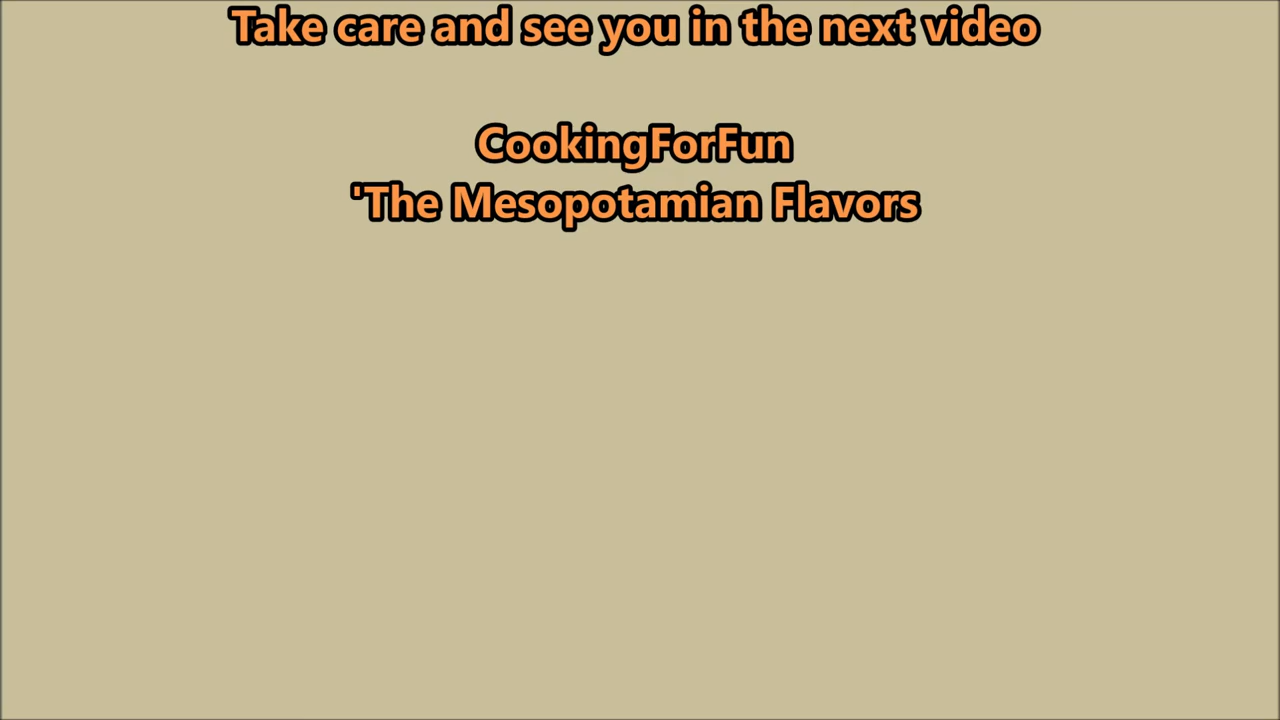 Take care and see you in the next video
CookingForFun
'The Mesopotamian Flavors